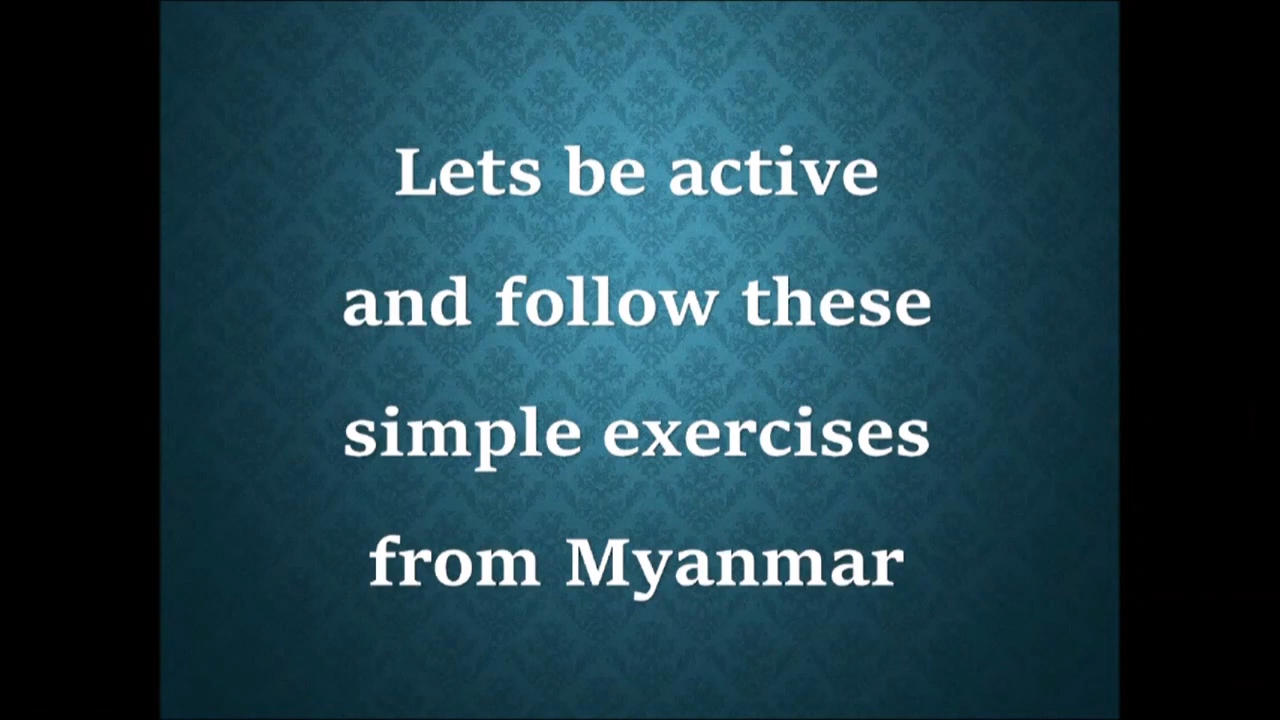 Lets be active
and follow these
simple exercises
from Myanmar